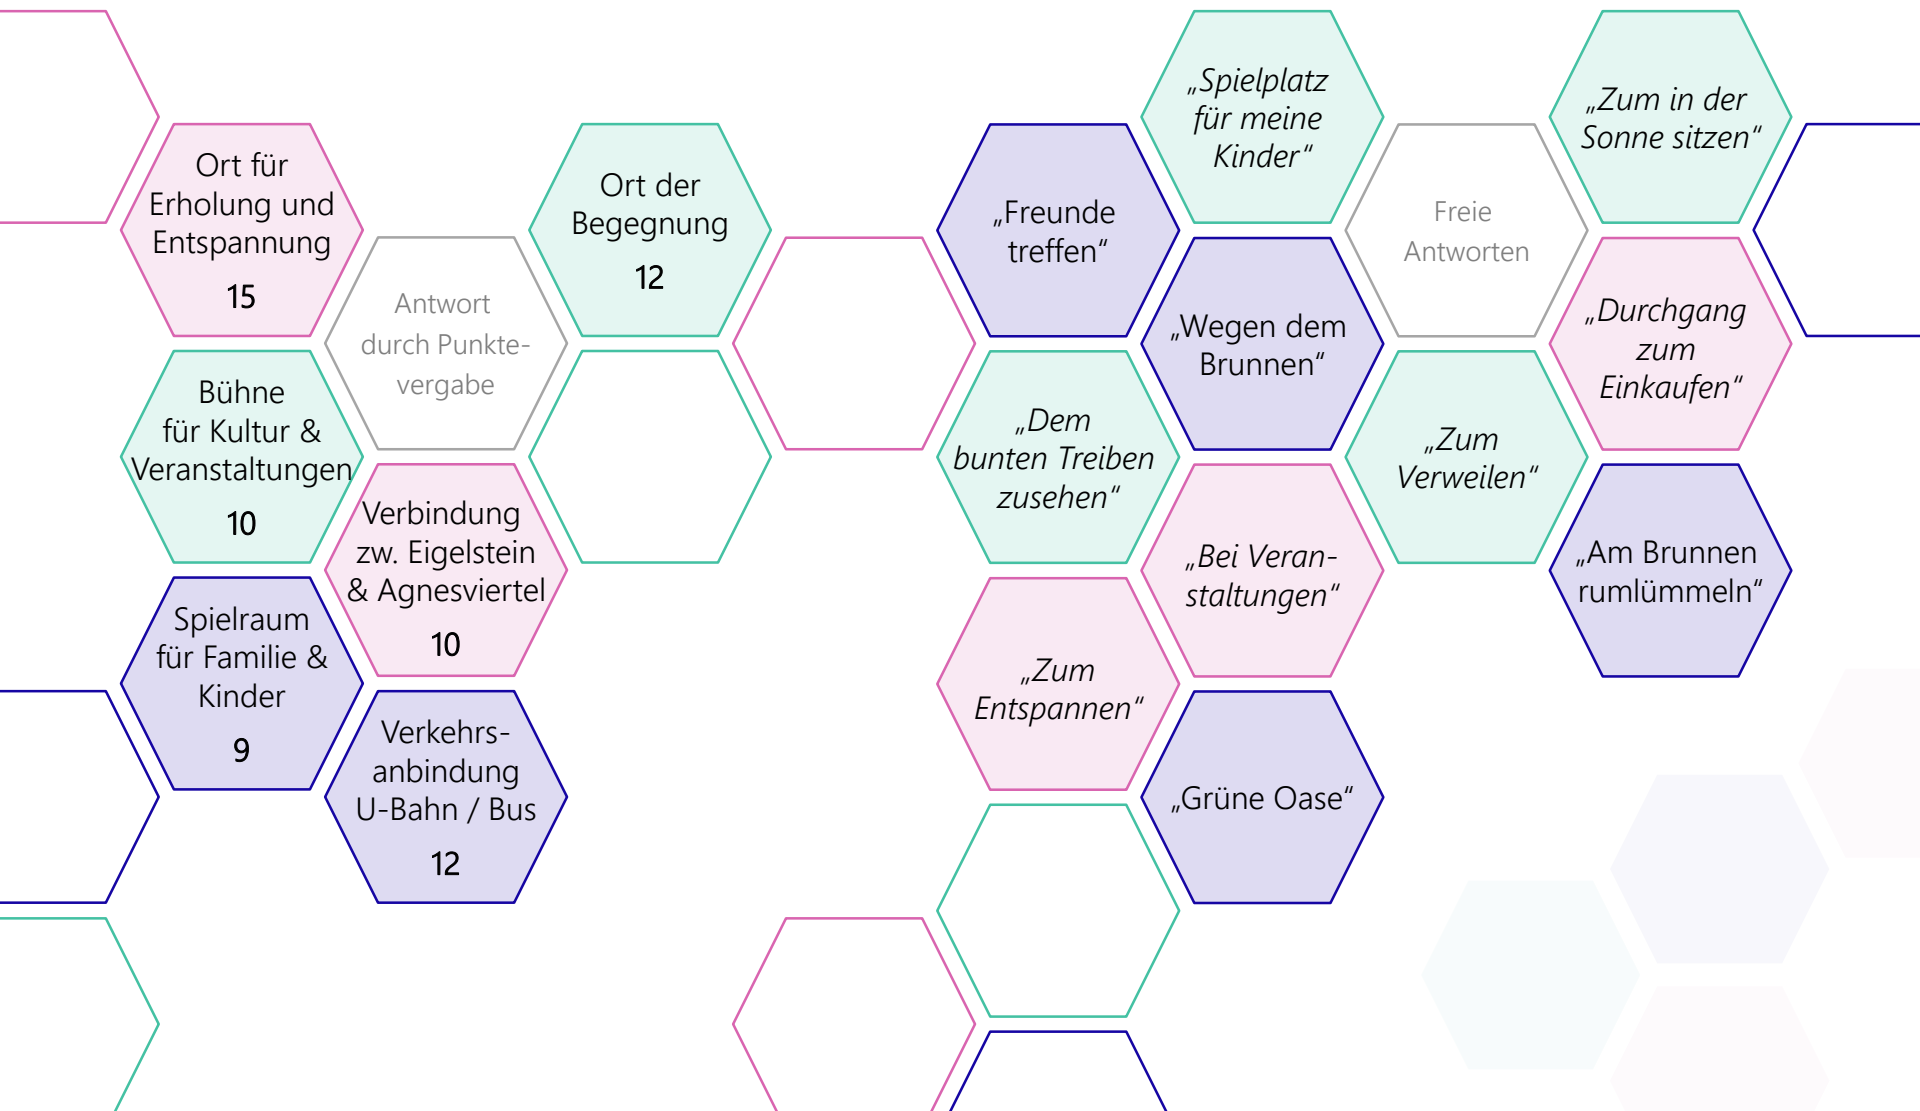 Ort für
Erholung und
Entspannung
15
Antwort
durch Punkte-
vergabe
Ort der
Begegnung
12
Bühne
für Kultur &
Veranstaltungen
10
Verbindung
zw. Eigelstein
& Agnesviertel
10
Spielraum
für Familie &
Kinder
9
Verkehrs-
anbindung
U-Bahn / Bus
12
„Freunde
treffen“
„Spielplatz
für meine
Kinder“
Freie
Antworten
„Zum in der
Sonne sitzen“
„Wegen dem
Brunnen“
„Durchgang
zum
Einkaufen“
„Dem
bunten Treiben
zusehen“
„Zum
Verweilen“
„Bei Veran-
staltungen“
„Am Brunnen
rumlümmeln“
„Zum
Entspannen“
„Grüne Oase“